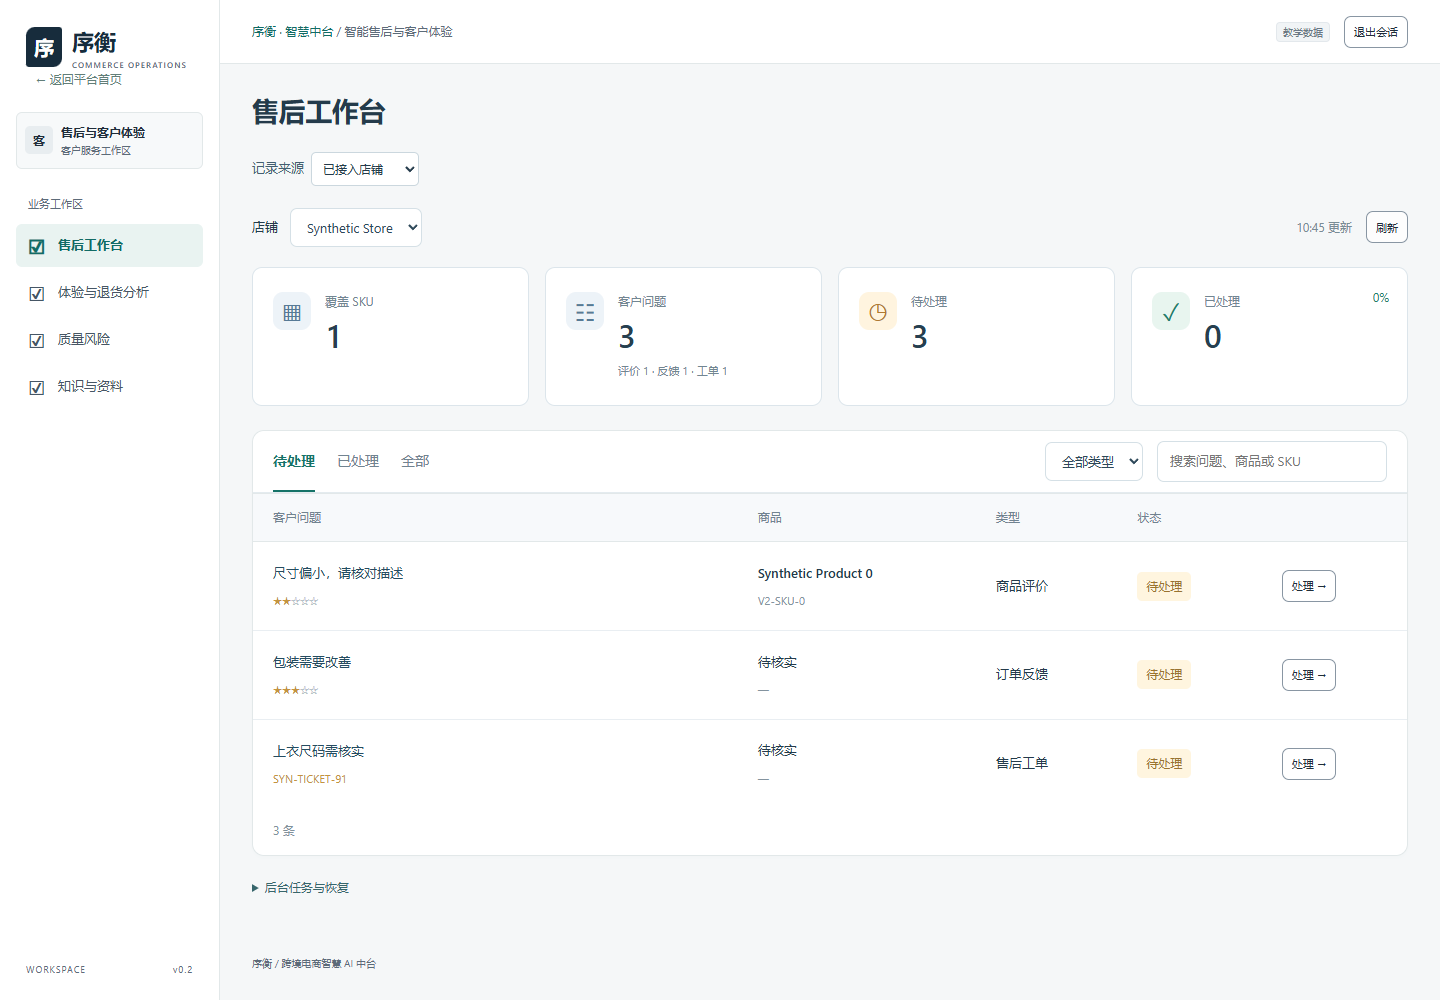 序 序衡
COMMERCE OPERATIONS
← 返回平台首页
客 售后与客户体验
客户服务工作区
业务工作区
售后工作台
体验与退货分析
质量风险
知识与资料
WORKSPACE v0.2
序衡 · 智慧中台 / 智能售后与客户体验 教学数据 退出会话
售后工作台
记录来源 已接入店铺
店铺 Synthetic Store 10:45 更新 刷新
覆盖 SKU
1
客户问题
3
评价 1 · 反馈 1 · 工单 1
待处理
3
已处理 0%
0
待处理 已处理 全部 全部类型 搜索问题、商品或 SKU
客户问题 商品 类型 状态
尺寸偏小，请核对描述 Synthetic Product 0 商品评价 待处理 处理 →
★★☆☆☆ V2-SKU-0
包装需要改善 待核实 订单反馈 待处理 处理 →
★★★☆☆ —
上衣尺码需核实 待核实 售后工单 待处理 处理 →
SYN-TICKET-91 —
3 条
▶ 后台任务与恢复
序衡 / 跨境电商智慧 AI 中台